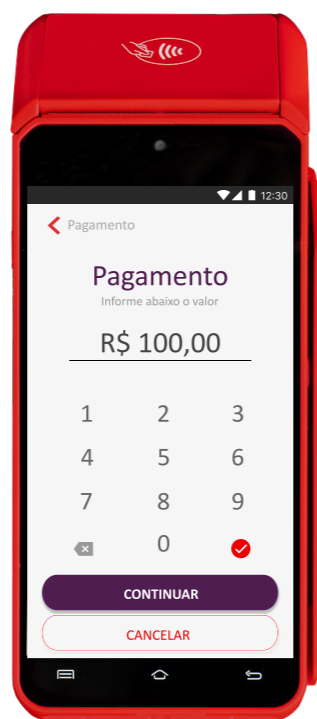 12:30
Pagamento
Pagamento
Informe abaixo o valor
R$ 100,00
1 2 3
4 5 6
7 8 9
0
CONTINUAR
CANCELAR